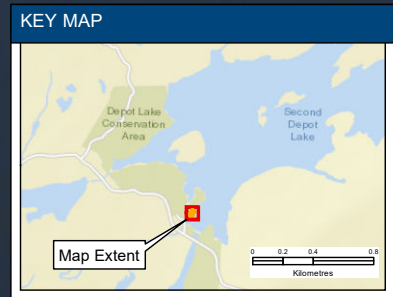 KEY MAP
Depot Lake
Conservation
Area
Second
Depot
Lake
Map Extent
0 0.2 0.4 0.8
Kilometres